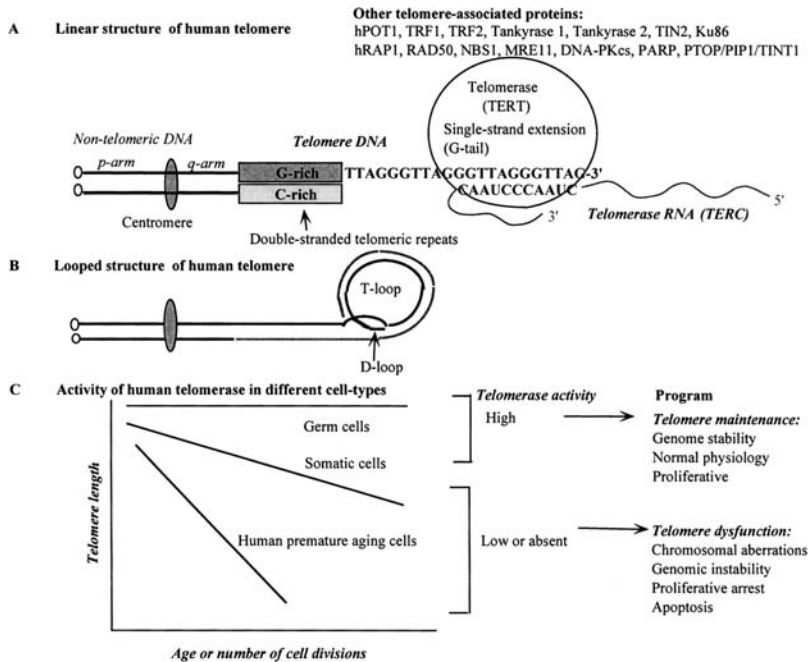 Other telomere-associated proteins:
A Linear structure of human telomere
hPOT1, TRF1, TRF2, Tankyrase 1, Tankyrase 2, TIN2, Ku86
hRAP1, RAD50, NBS1, MRE11, DNA-PKcs, PARP, PTOP/PIP1/TINT1
Telomerase
(TERT)
Single-strand extension
(G-tail)
Non-telomeric DNA
Telomere DNA
p-arm
q-arm
G-rich
TTAGGGTTAGGGTTAGGGTTAG-3'
C-rich
CAAUCCCAAUC
Centromere
3'
Telomerase RNA (TERC)
5'
Double-stranded telomeric repeats
B Looped structure of human telomere
T-loop
D-loop
C Activity of human telomerase in different cell-types
Telomerase activity
Program
Germ cells
High
Telomere maintenance:
Genome stability
Normal physiology
Proliferative
Somatic cells
Telomere length
Human premature aging cells
Low or absent
Telomere dysfunction:
Chromosomal aberrations
Genomic instability
Proliferative arrest
Apoptosis
Age or number of cell divisions